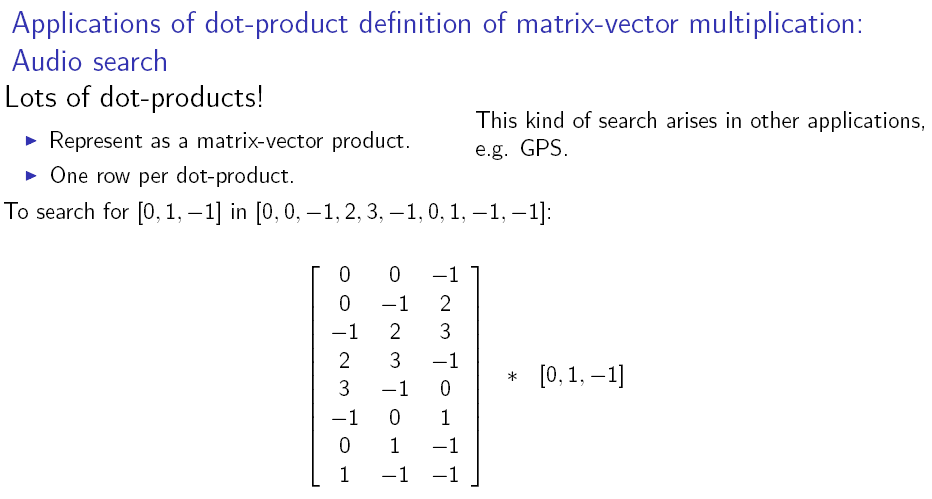 Applications of dot-product definition of matrix-vector multiplication:
Audio search
Lots of dot-products!
▶ Represent as a matrix-vector product.
▶ One row per dot-product.
This kind of search arises in other applications,
e.g. GPS.
To search for [0, 1, −1] in [0, 0, −1, 2, 3, −1, 0, 1, −1, −1]:
0 0 −1
0 −1 2
−1 2 3
2 3 −1
3 −1 0
−1 0 1
0 1 −1
1 −1 −1
∗ [0, 1, −1]